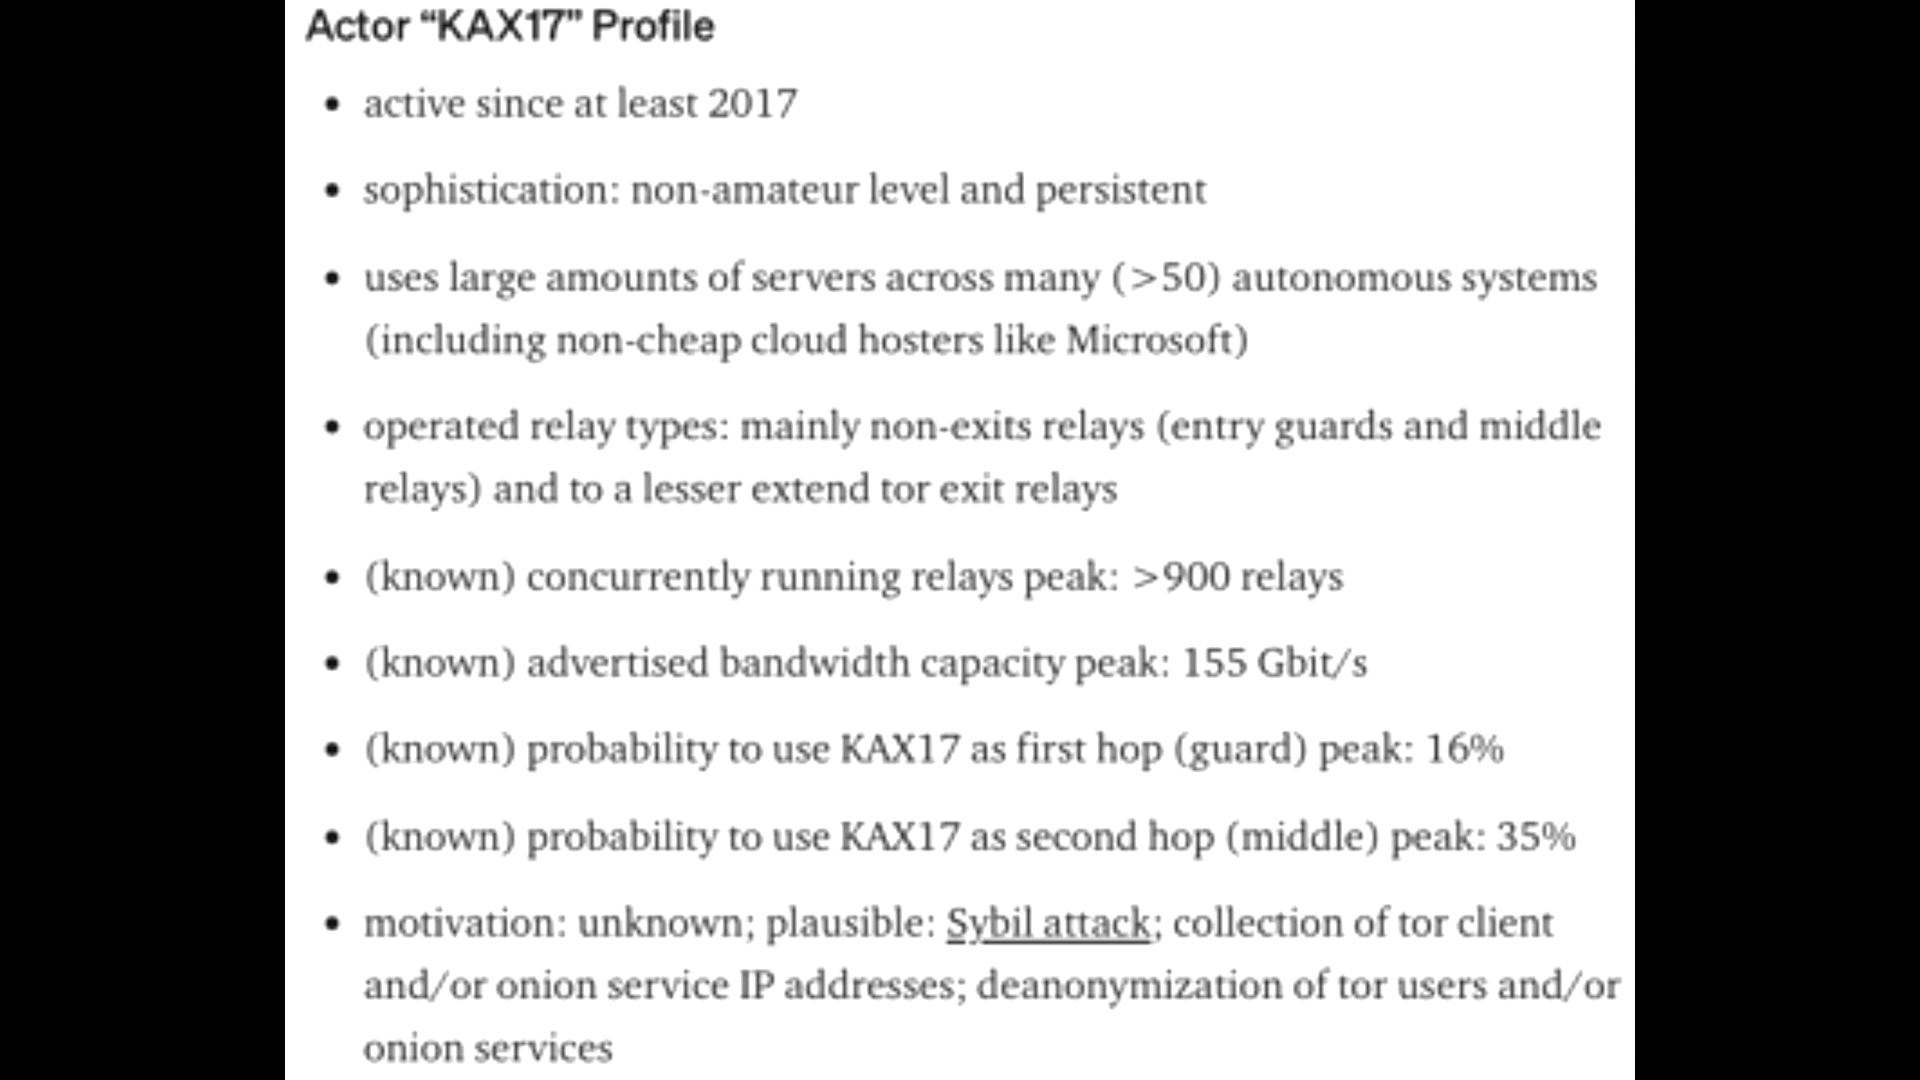 Actor “KAX17” Profile
• active since at least 2017
• sophistication: non-amateur level and persistent
• uses large amounts of servers across many (>50) autonomous systems
(including non-cheap cloud hosters like Microsoft)
• operated relay types: mainly non-exits relays (entry guards and middle
relays) and to a lesser extend tor exit relays
• (known) concurrently running relays peak: >900 relays
• (known) advertised bandwidth capacity peak: 155 Gbit/s
• (known) probability to use KAX17 as first hop (guard) peak: 16%
• (known) probability to use KAX17 as second hop (middle) peak: 35%
• motivation: unknown; plausible: Sybil attack; collection of tor client
and/or onion service IP addresses; deanonymization of tor users and/or
onion services